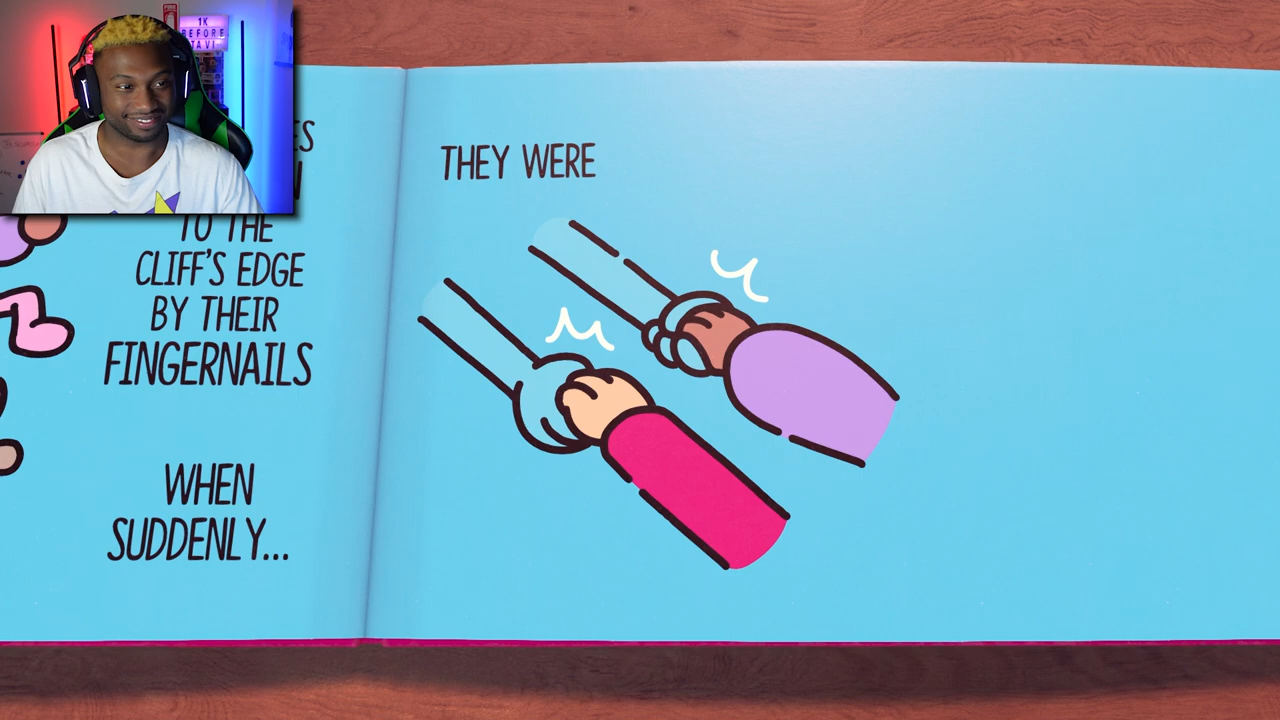 1K
BEFORE
TO THE
CLIFF'S EDGE
BY THEIR
FINGERNAILS
WHEN
SUDDENLY...
THEY WERE